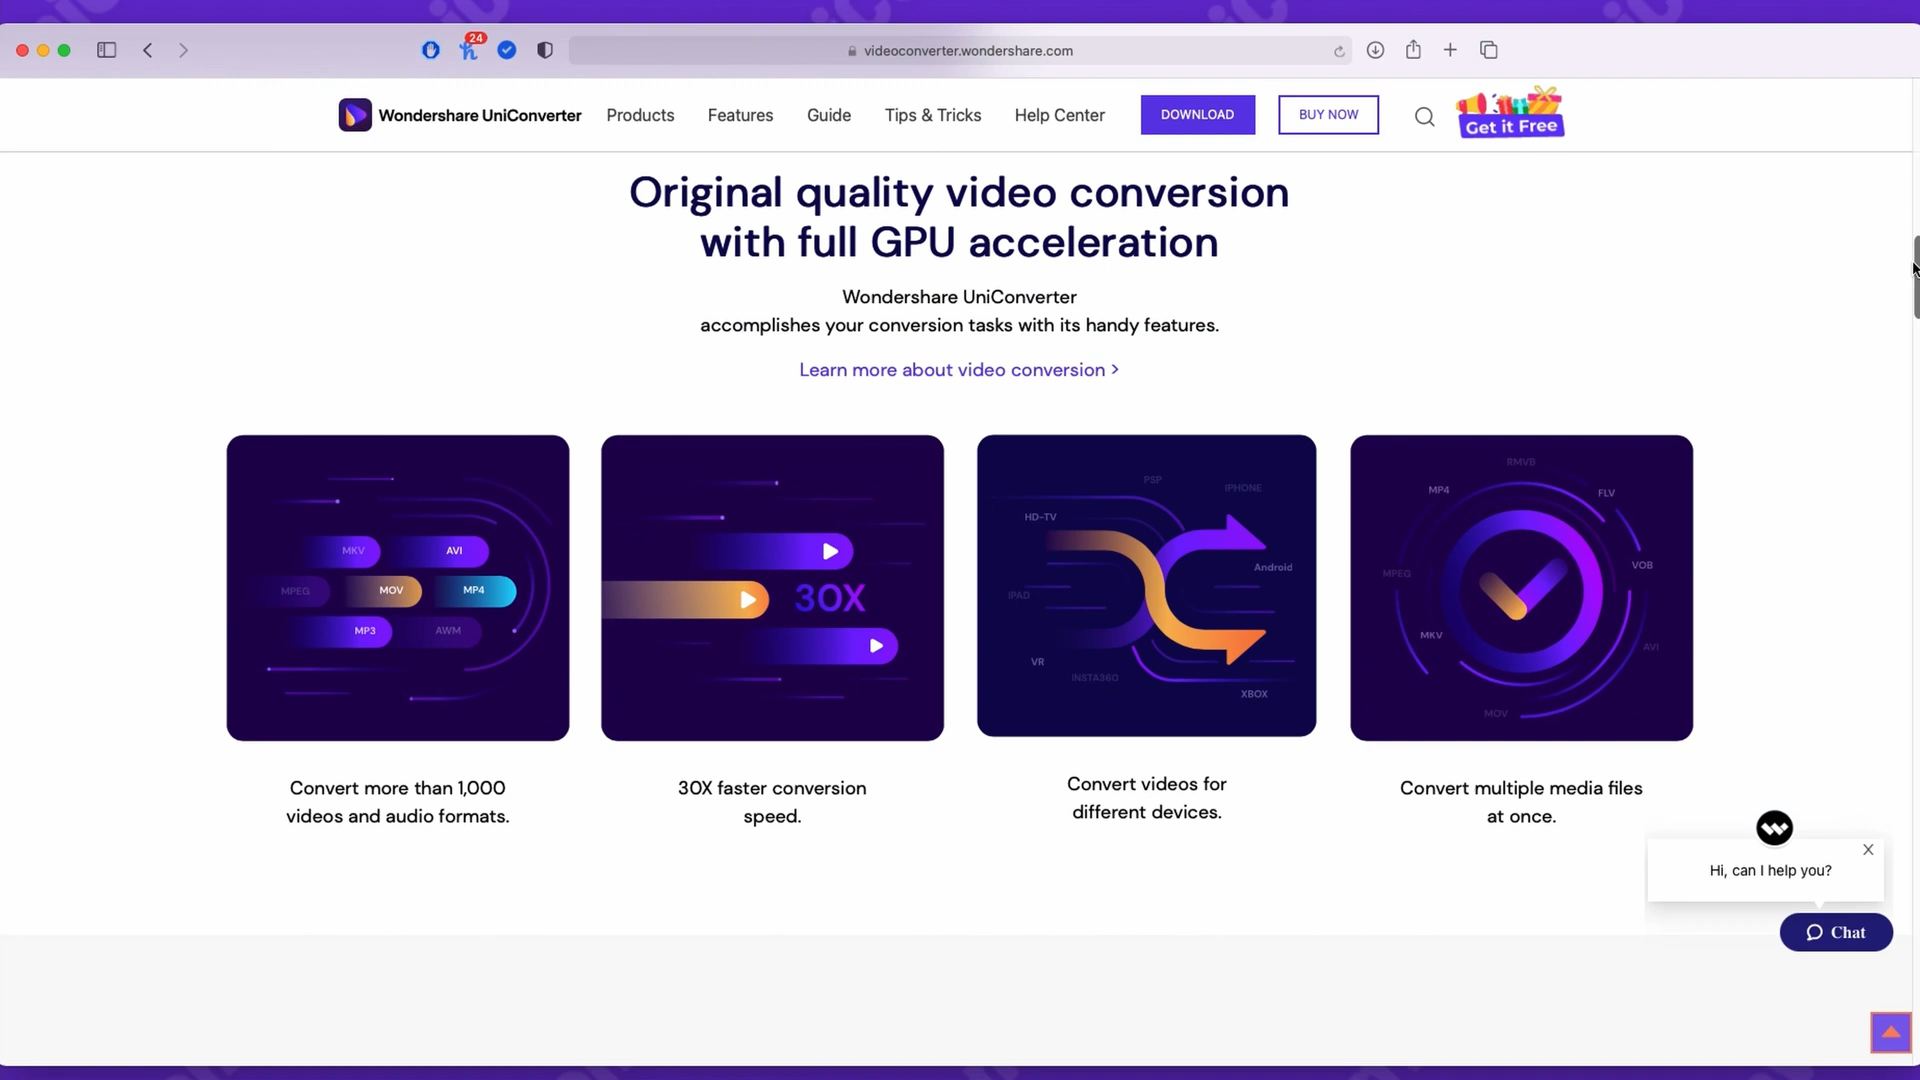 24
videoconverter.wondershare.com
Wondershare UniConverter
Products
Features
Guide
Tips & Tricks
Help Center
DOWNLOAD
BUY NOW
Get it Free
Original quality video conversion
with full GPU acceleration
Wondershare UniConverter
accomplishes your conversion tasks with its handy features.
Learn more about video conversion >
MKV
AVI
MPEG
MOV
MP4
MP3
AWM
30X
PSP
IPHONE
HD-TV
Android
IPAD
VR
INSTA360
XBOX
RMVB
MP4
FLV
VOB
MPEG
MKV
AVI
MOV
Convert more than 1,000
videos and audio formats.
30X faster conversion
speed.
Convert videos for
different devices.
Convert multiple media files
at once.
Hi, can I help you?
Chat